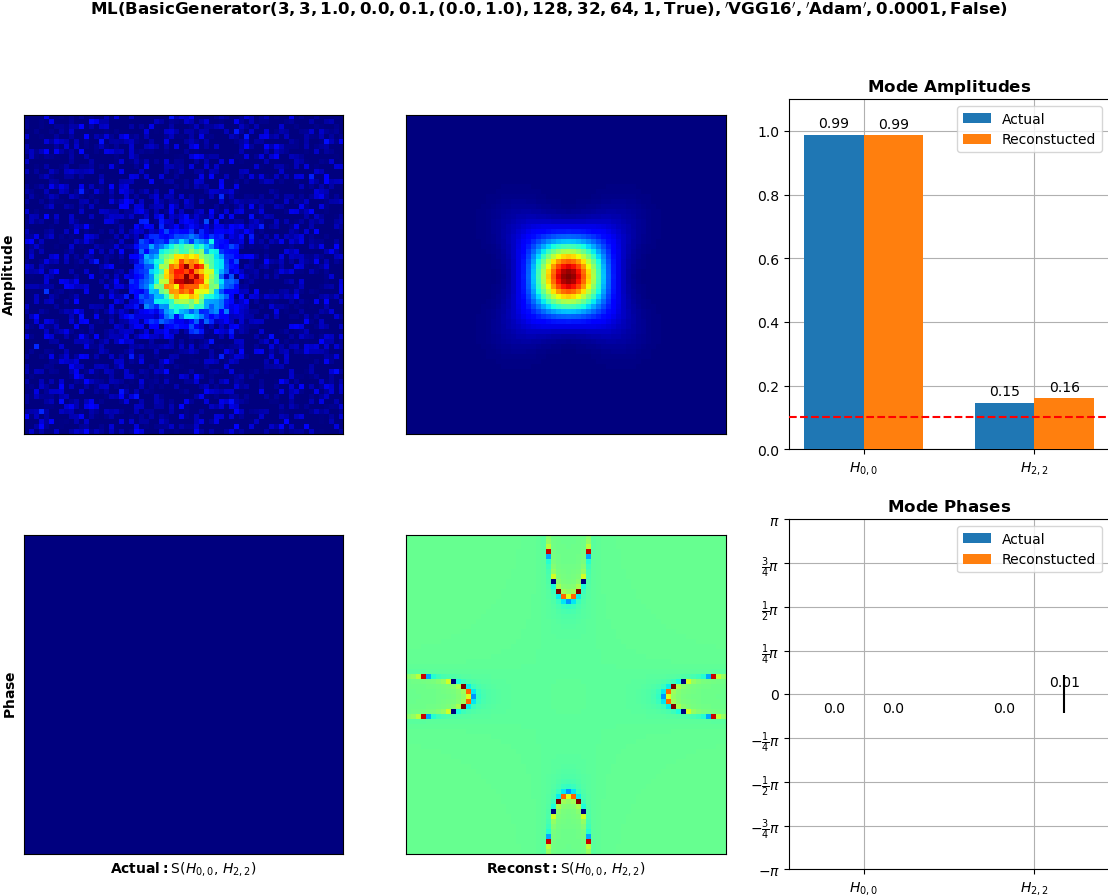 ML(BasicGenerator(3, 3, 1.0, 0.0, 0.1, (0.0, 1.0), 128, 32, 64, 1, True), ′VGG16′, ′Adam′, 0.0001, False)
Amplitude
Mode Amplitudes
Actual
Reconstucted
1.0
0.8
0.6
0.4
0.2
0.0
0.99
0.99
0.15
0.16
H0, 0
H2, 2
Phase
Actual: S(H0, 0, H2, 2)
Reconst: S(H0, 0, H2, 2)
Mode Phases
Actual
Reconstucted
π
3/4π
1/2π
1/4π
0
−1/4π
−1/2π
−3/4π
−π
0.0
0.0
0.0
0.01
H0, 0
H2, 2